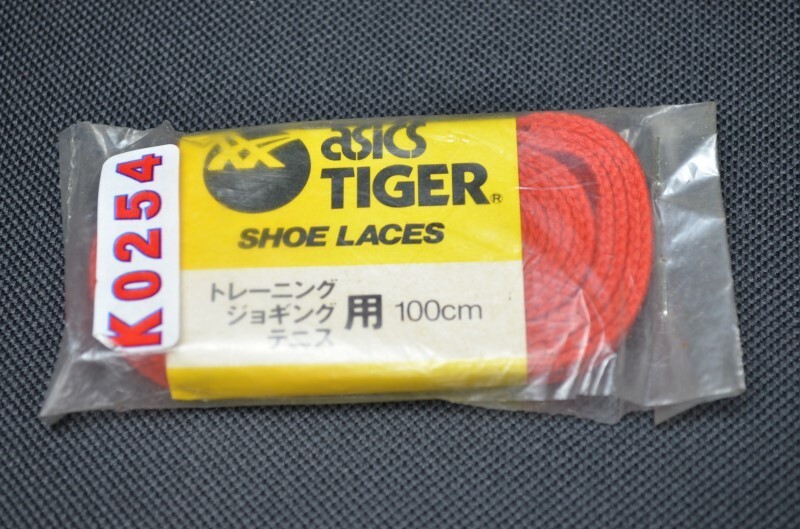 K0254
asics
TIGER®
SHOE LACES
トレーニング
ジョギング
テニス
用 100cm